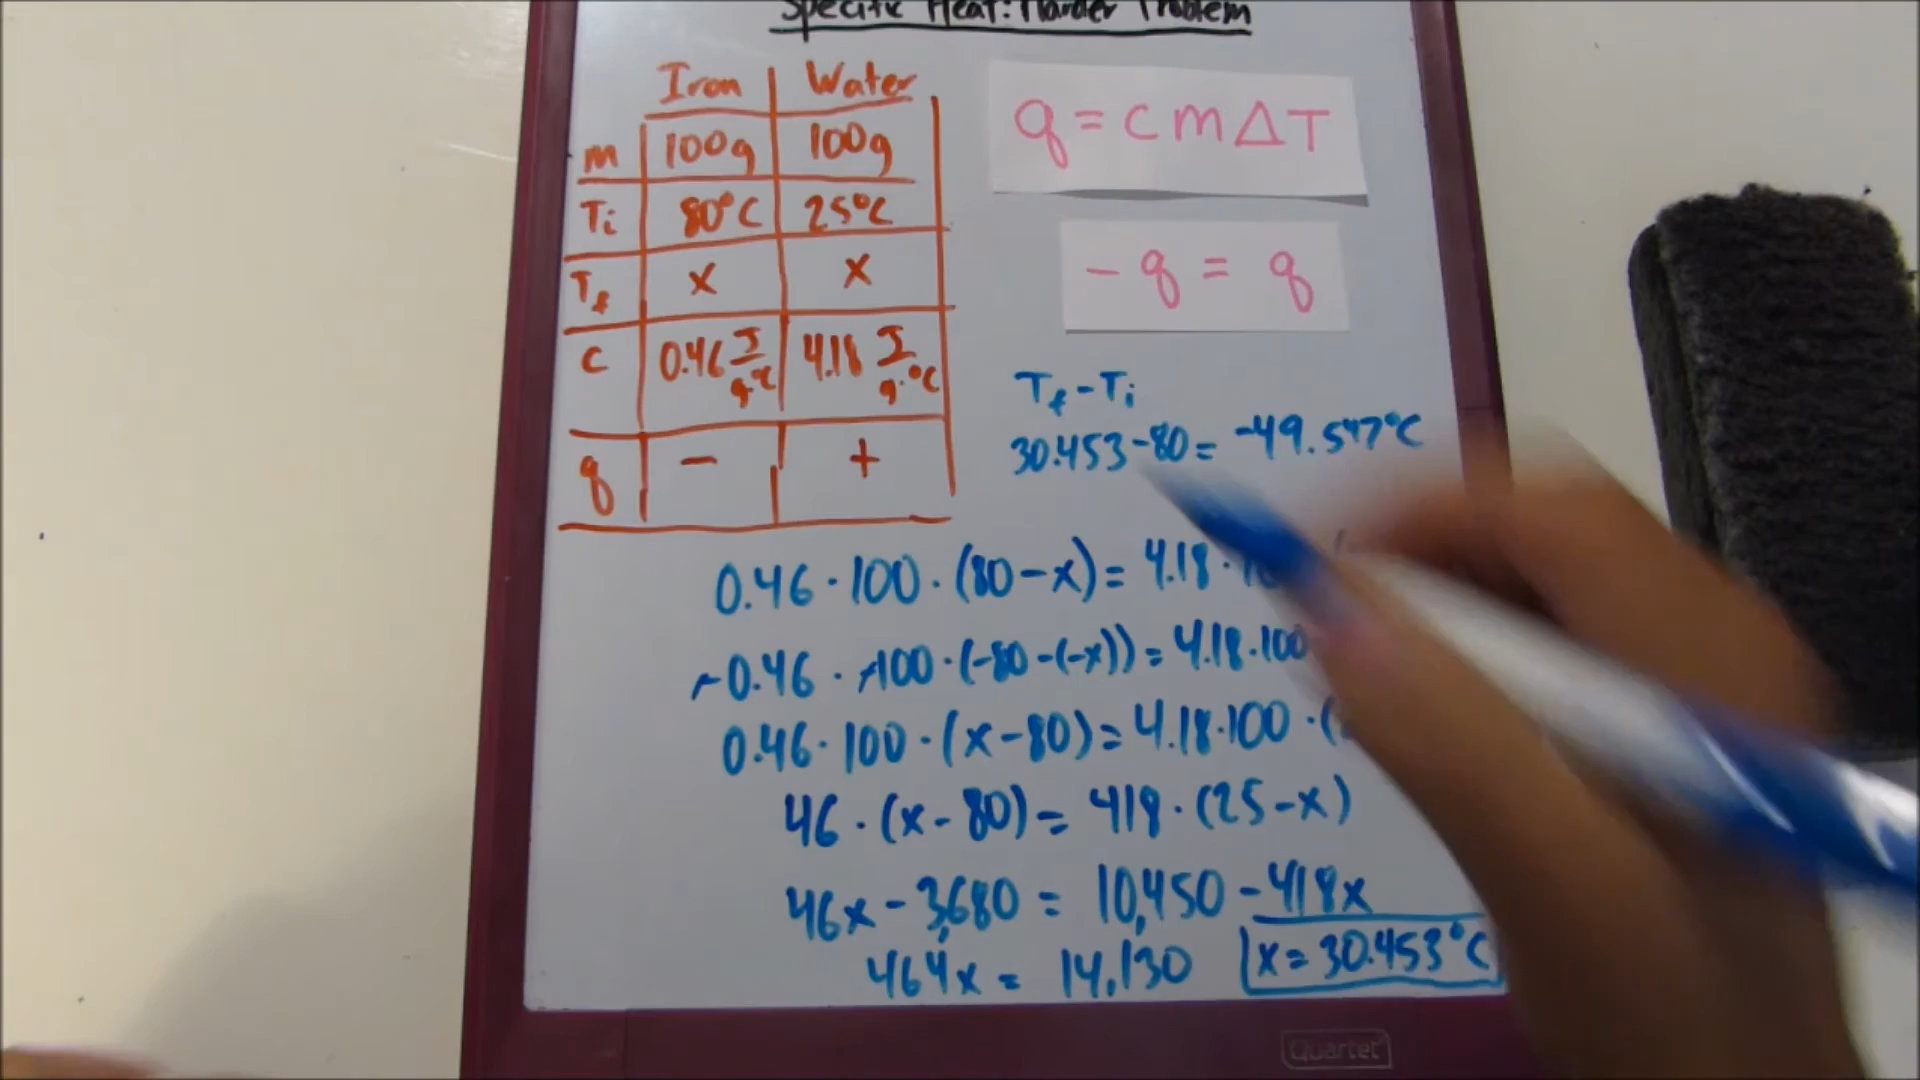 Specific Heat: Harder Problem
Iron Water
m 100g 100g
Ti 80°C 25°C
Tf x x
C 0.46 J/g·°C 4.18 J/g·°C
q - +
q = cmΔT
-q = q
Tf - Ti
30.453-80= -49.547°C
0.46 · 100 · (80-x) = 4.18 ·
-0.46 · -100 · (-80-(-x)) = 4.18·100
0.46 · 100 · (x-80) = 4.18·100 · (
46 · (x-80) = 418 · (25-x)
46x - 3,680 = 10,450 - 418x
464x = 14,130
x = 30.453°C
Quartet